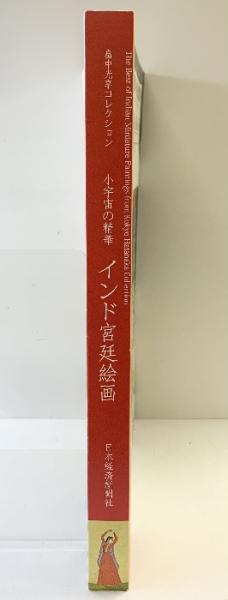 The Best of Indian Miniature Paintings from Kokyo Hatanaka Collection
畠中光享コレクション
小宇宙の精華
インド宮廷絵画
日本経済新聞社